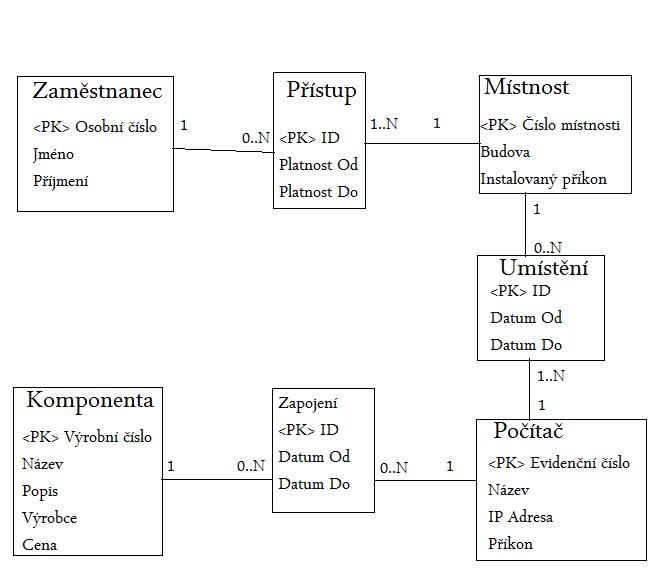 Zaměstnanec
<PK> Osobní číslo
Jméno
Příjmení
1
0..N
Přístup
<PK> ID
Platnost Od
Platnost Do
1..N
1
Místnost
<PK> Číslo místnosti
Budova
Instalovaný příkon
1
0..N
Umístění
<PK> ID
Datum Od
Datum Do
1..N
1
Komponenta
<PK> Výrobní číslo
Název
Popis
Výrobce
Cena
1
0..N
Zapojení
<PK> ID
Datum Od
Datum Do
0..N
1
Počítač
<PK> Evidenční číslo
Název
IP Adresa
Příkon